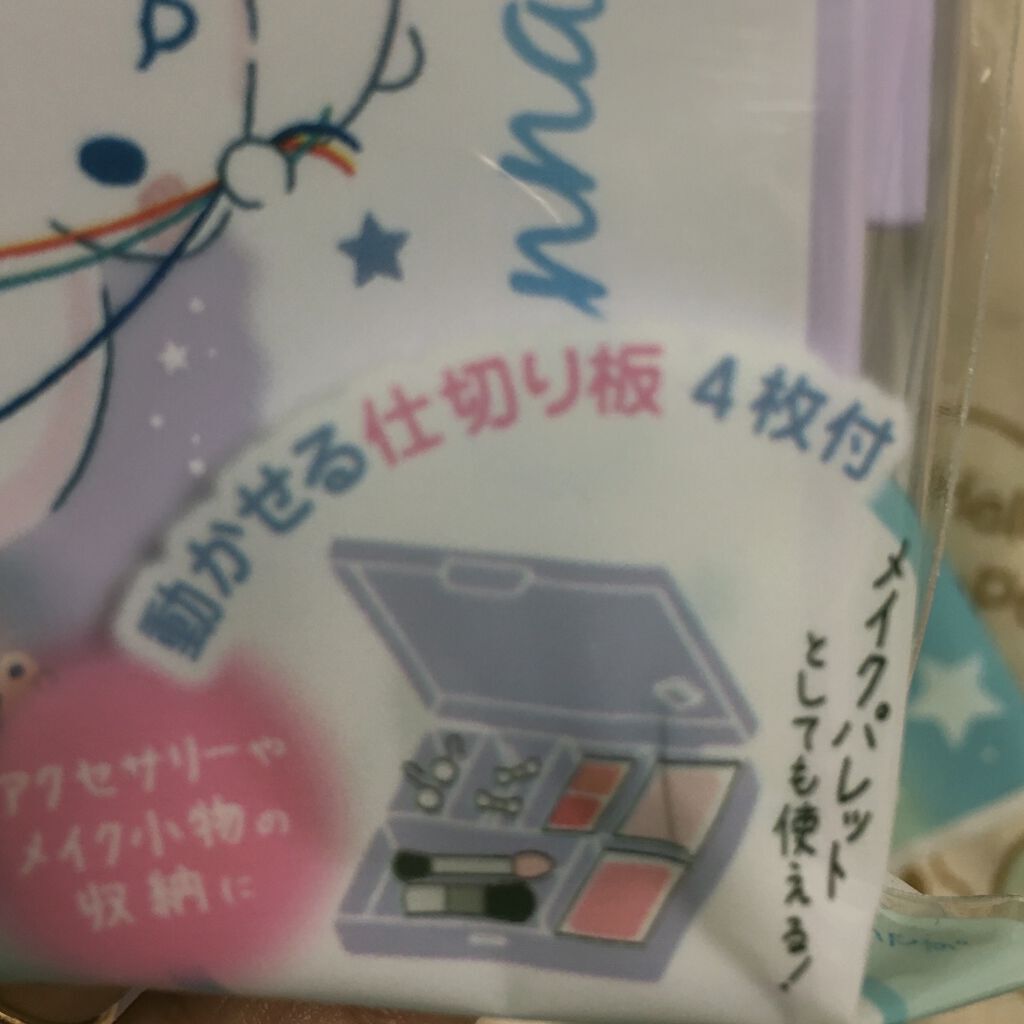 nna
動かせる仕切り板 4枚付
メイクパレット
としても使える!
アクセサリーや
メイク小物の
収納に